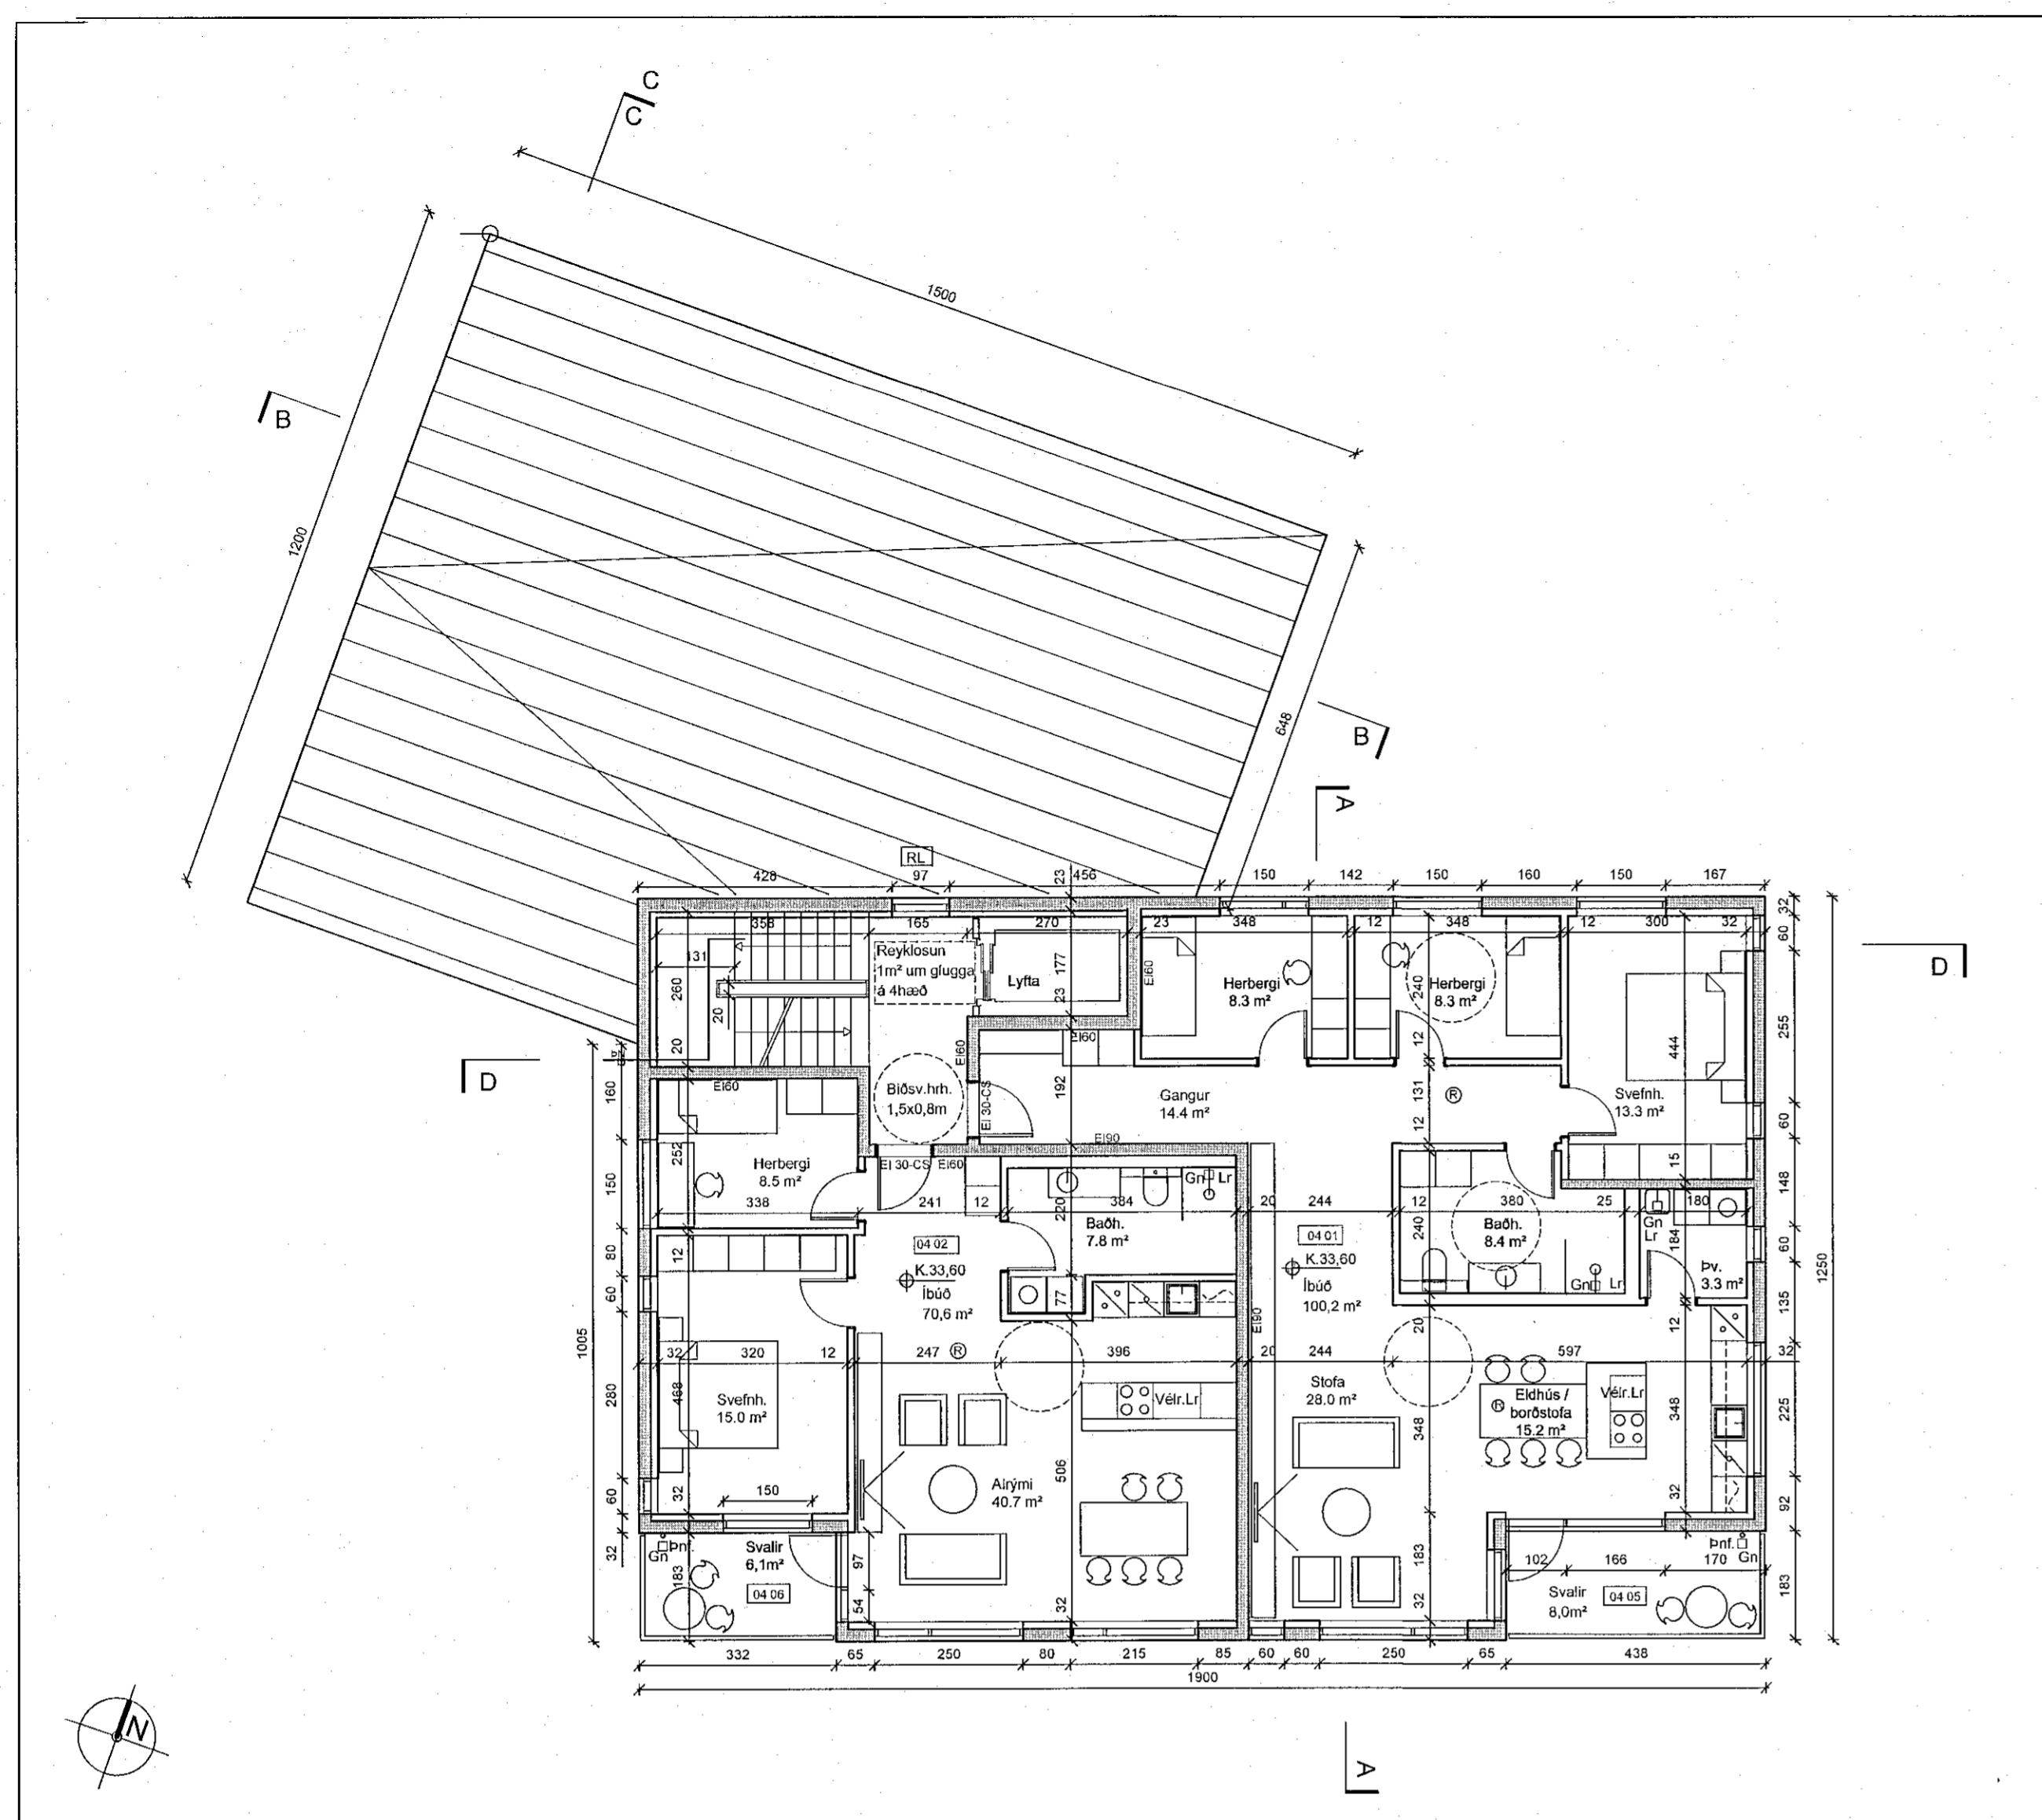 C
C
1500
B
1200
648
B
A
RL
428
97
23
456
150
142
150
160
150
167
32
358
165
270
23
348
12
348
12
300
32
60
131
Reyklosun
1m² um glugga
á 4hæð
Lyfta
177
23
EI60
Herbergi
8.3 m²
240
Herbergi
8.3 m²
D
260
20
20
EI60
EI60
12
444
255
1250
D
160
EI60
Biðsv.hrh.
1,5x0,8m
EI 30-CS
192
Gangur
14.4 m²
131
R
12
Svefnh.
13.3 m²
60
EI90
252
Herbergi
8.5 m²
EI 30-CS
EI60
15
150
338
241
12
384
Gn
Lr
20
244
12
380
25
180
148
220
Baðh.
7.8 m²
240
Baðh.
8.4 m²
Gn
Lr
184
04 02
04 01
80
12
K.33,60
Íbúð
70,6 m²
K.33,60
Íbúð
100,2 m²
Gn
Lr
Þv.
3.3 m²
60
60
77
EI90
20
12
135
1005
32
320
12
247
R
396
20
244
597
32
280
468
Svefnh.
15.0 m²
Vélr.Lr
Stofa
28.0 m²
348
R
Eldhús /
borðstofa
15.2 m²
Vélr.Lr
348
225
506
Alrými
40.7 m²
150
32
60
32
92
32
Þnf.
Gn
Svalir
6,1m²
04 06
183
97
54
32
183
32
102
166
170
Þnf.
Gn
Svalir
8,0m²
04 05
183
332
65
250
80
215
85
60
60
250
65
438
1900
N
A